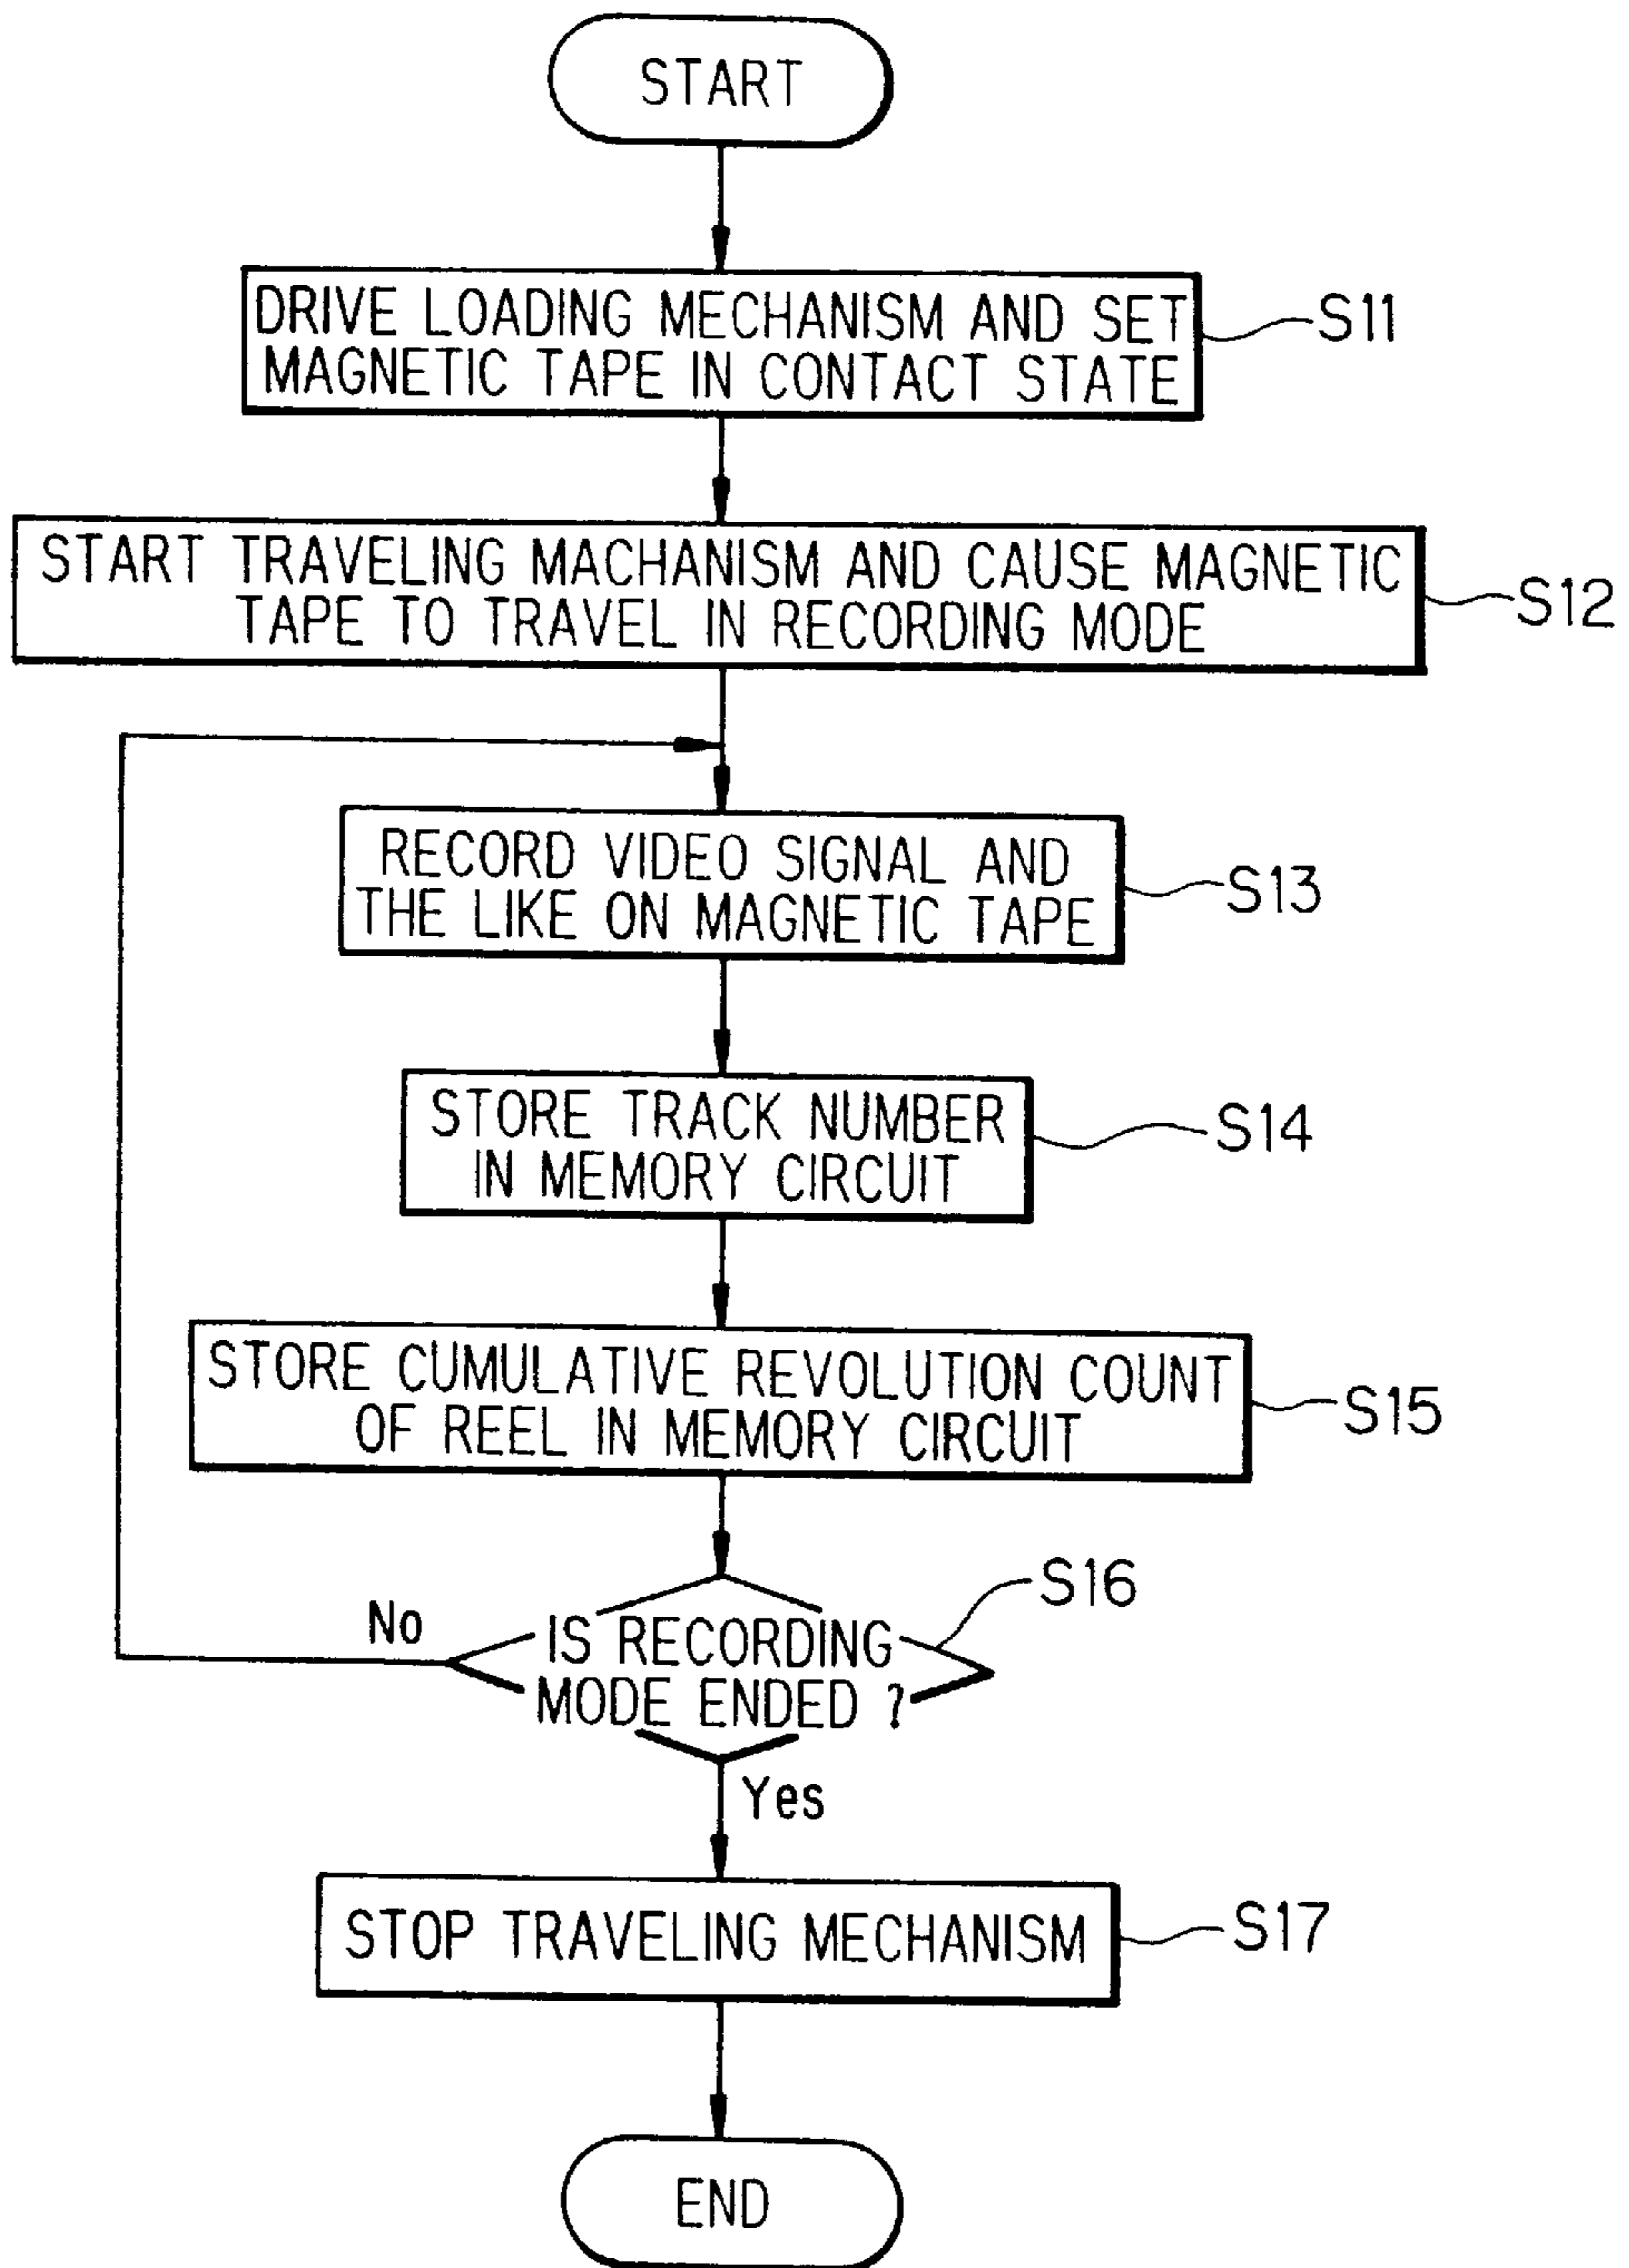 START
DRIVE LOADING MECHANISM AND SET
MAGNETIC TAPE IN CONTACT STATE
S11
START TRAVELING MACHANISM AND CAUSE MAGNETIC
TAPE TO TRAVEL IN RECORDING MODE
S12
RECORD VIDEO SIGNAL AND
THE LIKE ON MAGNETIC TAPE
S13
STORE TRACK NUMBER
IN MEMORY CIRCUIT
S14
STORE CUMULATIVE REVOLUTION COUNT
OF REEL IN MEMORY CIRCUIT
S15
IS RECORDING
MODE ENDED ?
S16
No
Yes
STOP TRAVELING MECHANISM
S17
END